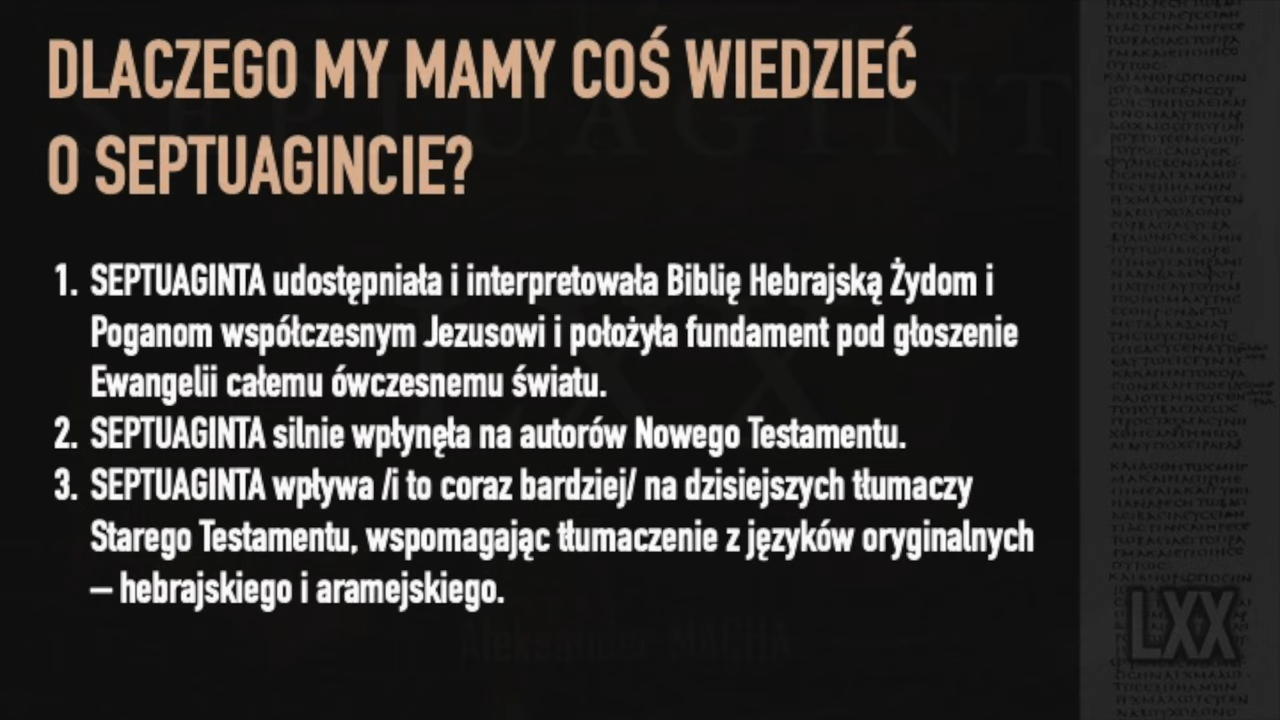 DLACZEGO MY MAMY COŚ WIEDZIEĆ
O SEPTUAGINCIE?
1. SEPTUAGINTA udostępniała i interpretowała Biblię Hebrajską Żydom i
Poganom współczesnym Jezusowi i położyła fundament pod głoszenie
Ewangelii całemu ówczesnemu światu.
2. SEPTUAGINTA silnie wpłynęła na autorów Nowego Testamentu.
3. SEPTUAGINTA wpływa /i to coraz bardziej/ na dzisiejszych tłumaczy
Starego Testamentu, wspomagając tłumaczenie z języków oryginalnych
– hebrajskiego i aramejskiego.
LXX